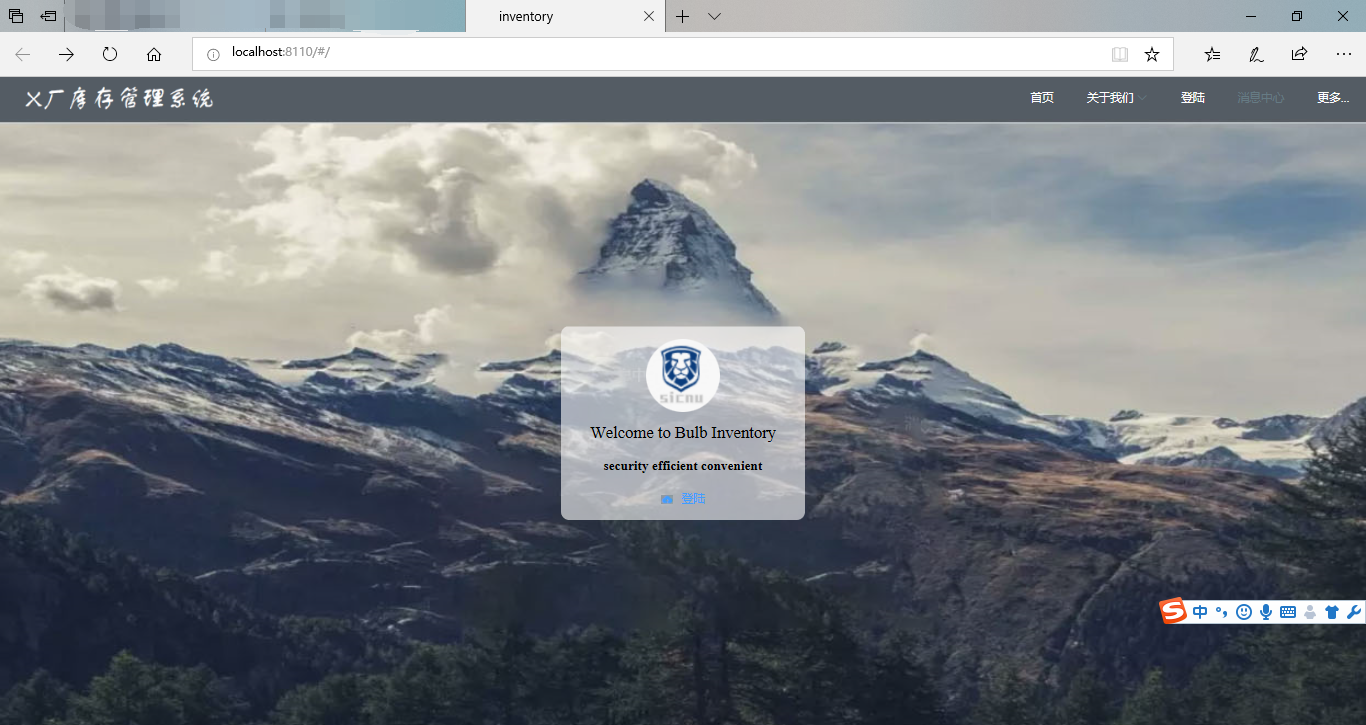 inventory
localhost:8110/#/
X厂库存管理系统
首页 关于我们 登陆 消息中心 更多...
sicnu
Welcome to Bulb Inventory
security efficient convenient
登陆
S 中